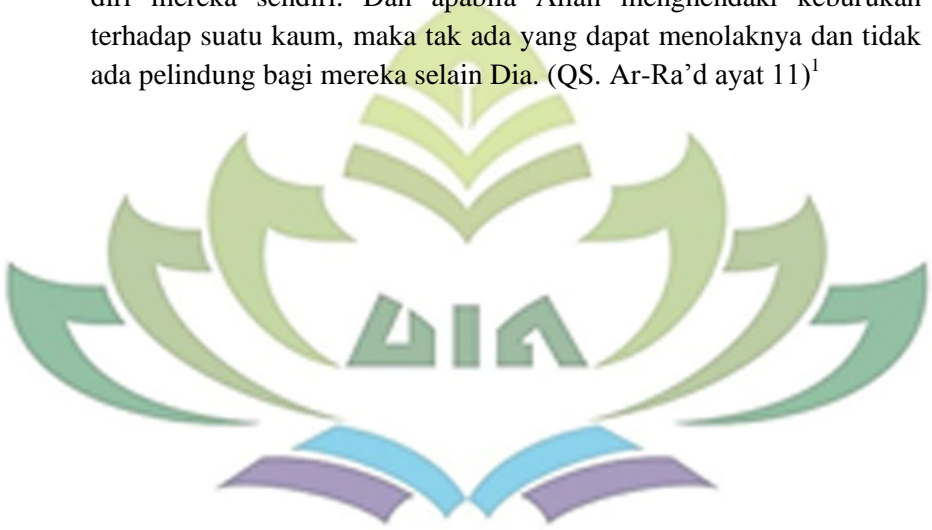 diri mereka sendiri. Dan apabila Allah menghendaki keburukan
terhadap suatu kaum, maka tak ada yang dapat menolaknya dan tidak
ada pelindung bagi mereka selain Dia. (QS. Ar-Ra’d ayat 11)¹
UIN